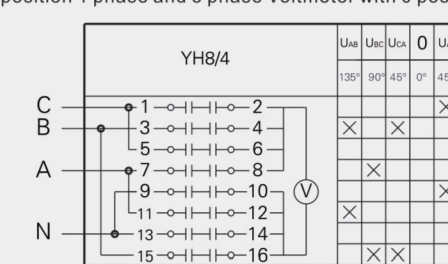 position 1 phase and 3 phase voltmeter with 9 pos
YH8/4
UAB UBC UCA 0 U
135° 90° 45° 0° 45
C 1 2
B 3 4
5 6
A 7 8
9 10
V
11 12
N 13 14
15 16